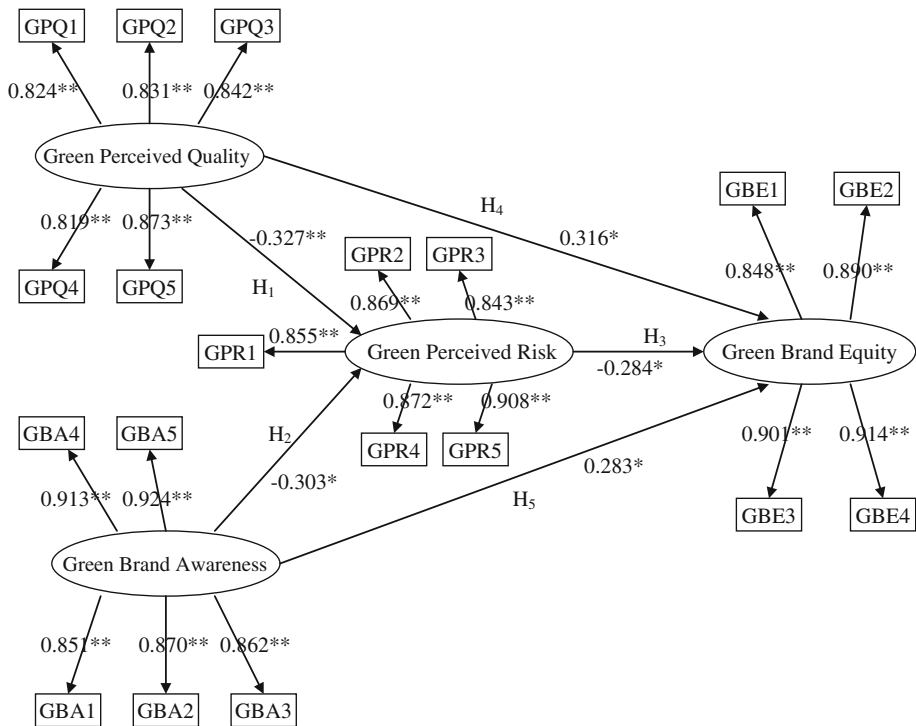 GPQ1 GPQ2 GPQ3
0.824** 0.831** 0.842**
Green Perceived Quality
0.819** 0.873**
GPQ4 GPQ5
H4
0.316*
-0.327**
H1
GBE1 GBE2
0.848** 0.890**
GPR2 GPR3
0.869** 0.843**
GPR1
0.855**
Green Perceived Risk
H3
-0.284*
Green Brand Equity
0.872** 0.908**
GPR4 GPR5
0.901** 0.914**
GBE3 GBE4
H2
-0.303*
0.283*
H5
GBA4 GBA5
0.913** 0.924**
Green Brand Awareness
0.851** 0.870** 0.862**
GBA1 GBA2 GBA3